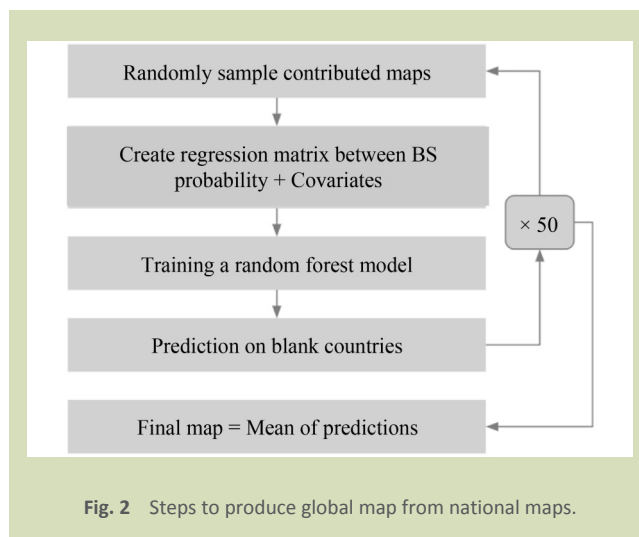 Randomly sample contributed maps
Create regression matrix between BS
probability + Covariates
× 50
Training a random forest model
Prediction on blank countries
Final map = Mean of predictions
Fig. 2 Steps to produce global map from national maps.